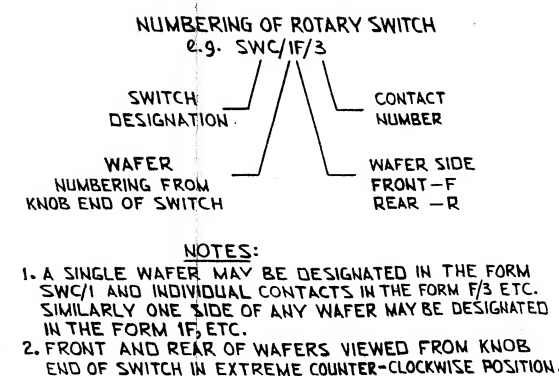 NUMBERING OF ROTARY SWITCH
e.g. SWC/1F/3
SWITCH DESIGNATION.
CONTACT NUMBER
WAFER NUMBERING FROM KNOB END OF SWITCH
WAFER SIDE FRONT-F REAR -R
NOTES:
1. A SINGLE WAFER MAY BE DESIGNATED IN THE FORM
SWC/1 AND INDIVIDUAL CONTACTS IN THE FORM F/3 ETC.
SIMILARLY ONE SIDE OF ANY WAFER MAY BE DESIGNATED
IN THE FORM 1F, ETC.
2. FRONT AND REAR OF WAFERS VIEWED FROM KNOB
END OF SWITCH IN EXTREME COUNTER-CLOCKWISE POSITION.